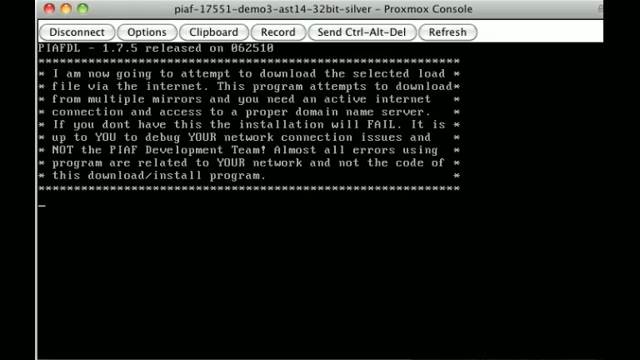 piaf-17551-demo3-ast14-32bit-silver - Proxmox Console
Disconnect Options Clipboard Record Send Ctrl-Alt-Del Refresh
PIAFDL - 1.7.5 released on 062510
***************************************************************
* I am now going to attempt to download the selected load *
* file via the internet. This program attempts to download*
* from multiple mirrors and you need an active internet *
* connection and access to a proper domain name server. *
* If you dont have this the installation will FAIL. It is *
* up to YOU to debug YOUR network connection issues and *
* NOT the PIAF Development Team! Almost all errors using *
* program are related to YOUR network and not the code of *
* this download/install program. *
***************************************************************
_